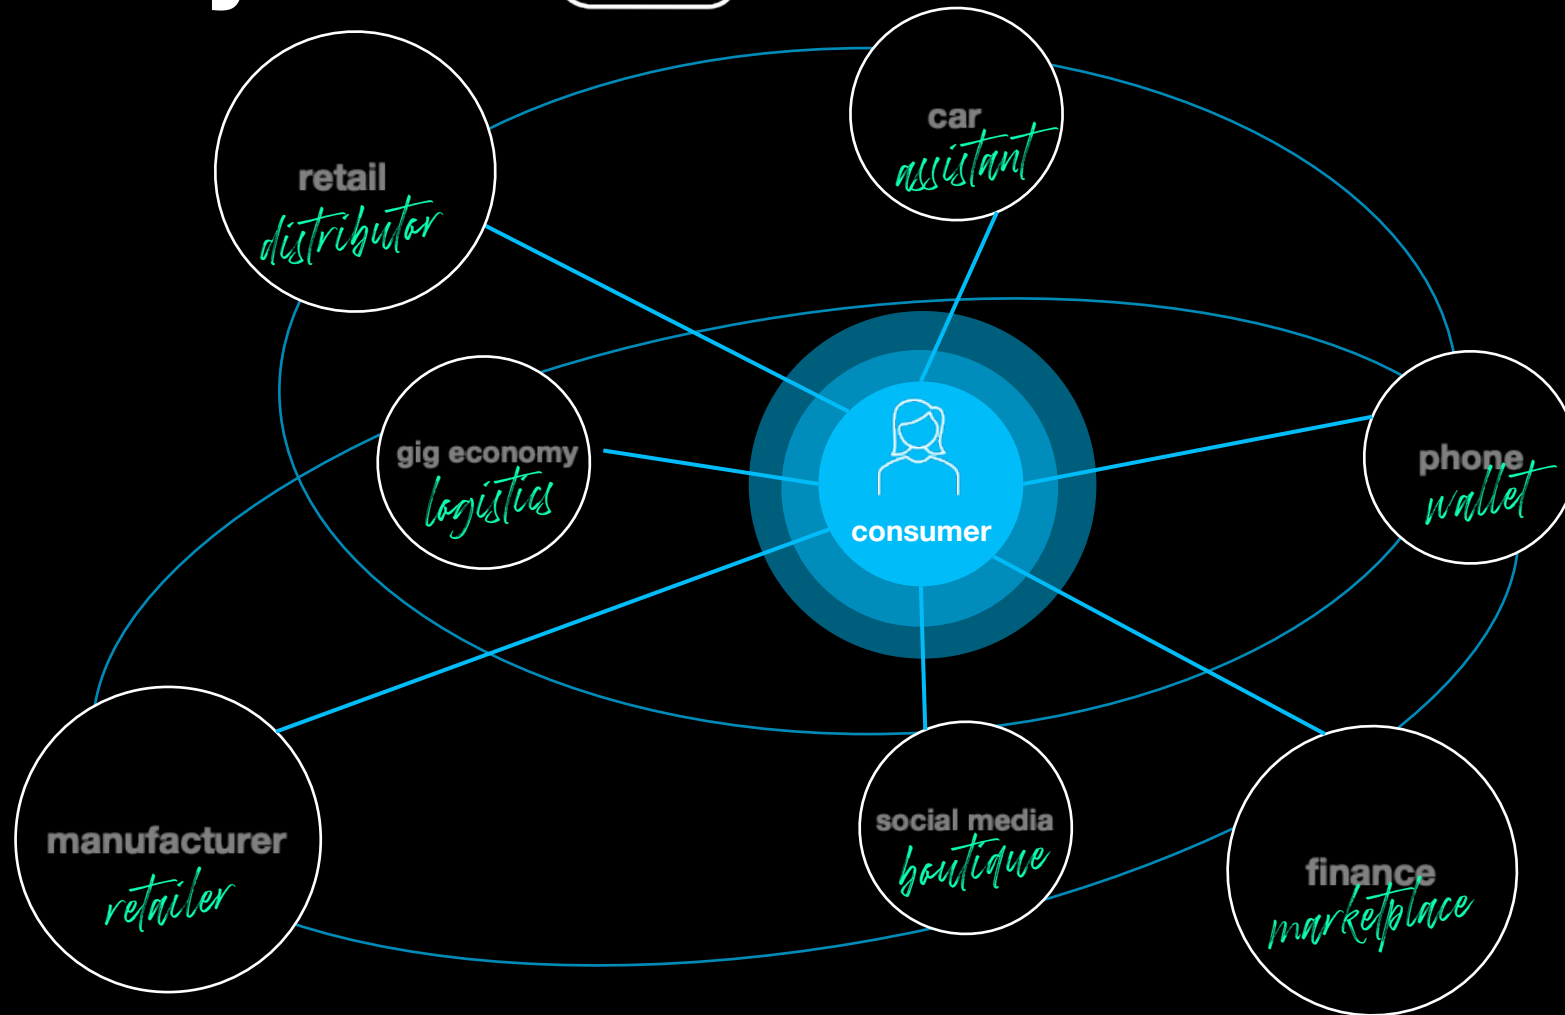 car
assistant
retail
distributor
gig economy
logistics
phone
wallet
consumer
social media
boutique
manufacturer
retailer
finance
marketplace